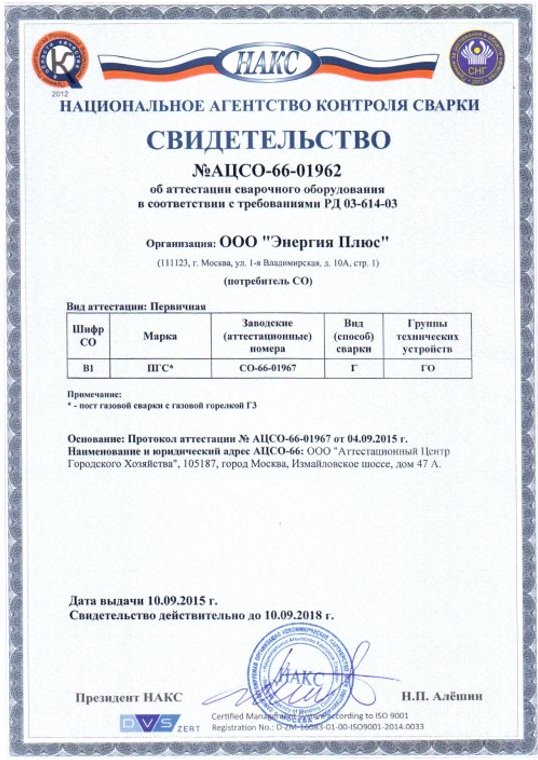 НАКС
СНГ
2012
НАЦИОНАЛЬНОЕ АГЕНТСТВО КОНТРОЛЯ СВАРКИ
СВИДЕТЕЛЬСТВО
№АЦСО-66-01962
об аттестации сварочного оборудования
в соответствии с требованиями РД 03-614-03
Организация: ООО "Энергия Плюс"
(111123, г. Москва, ул. 1-я Владимирская, д. 10А, стр. 1)
(потребитель СО)
Вид аттестации: Первичная
Шифр СО | Марка | Заводские (аттестационные) номера | Вид (способ) сварки | Группы технических устройств
В1 | ПГС* | СО-66-01967 | Г | ГО
Примечание:
* - пост газовой сварки с газовой горелкой Г3
Основание: Протокол аттестации № АЦСО-66-01967 от 04.09.2015 г.
Наименование и юридический адрес АЦСО-66: ООО "Аттестационный Центр
Городского Хозяйства", 105187, город Москва, Измайловское шоссе, дом 47 А.
Дата выдачи 10.09.2015 г.
Свидетельство действительно до 10.09.2018 г.
НАКС
Президент НАКС
Н.П. Алёшин
DVS ZERT
Certified Management System according to ISO 9001
Registration No.: D-ZM-16083-01-00-ISO9001-2014.0033